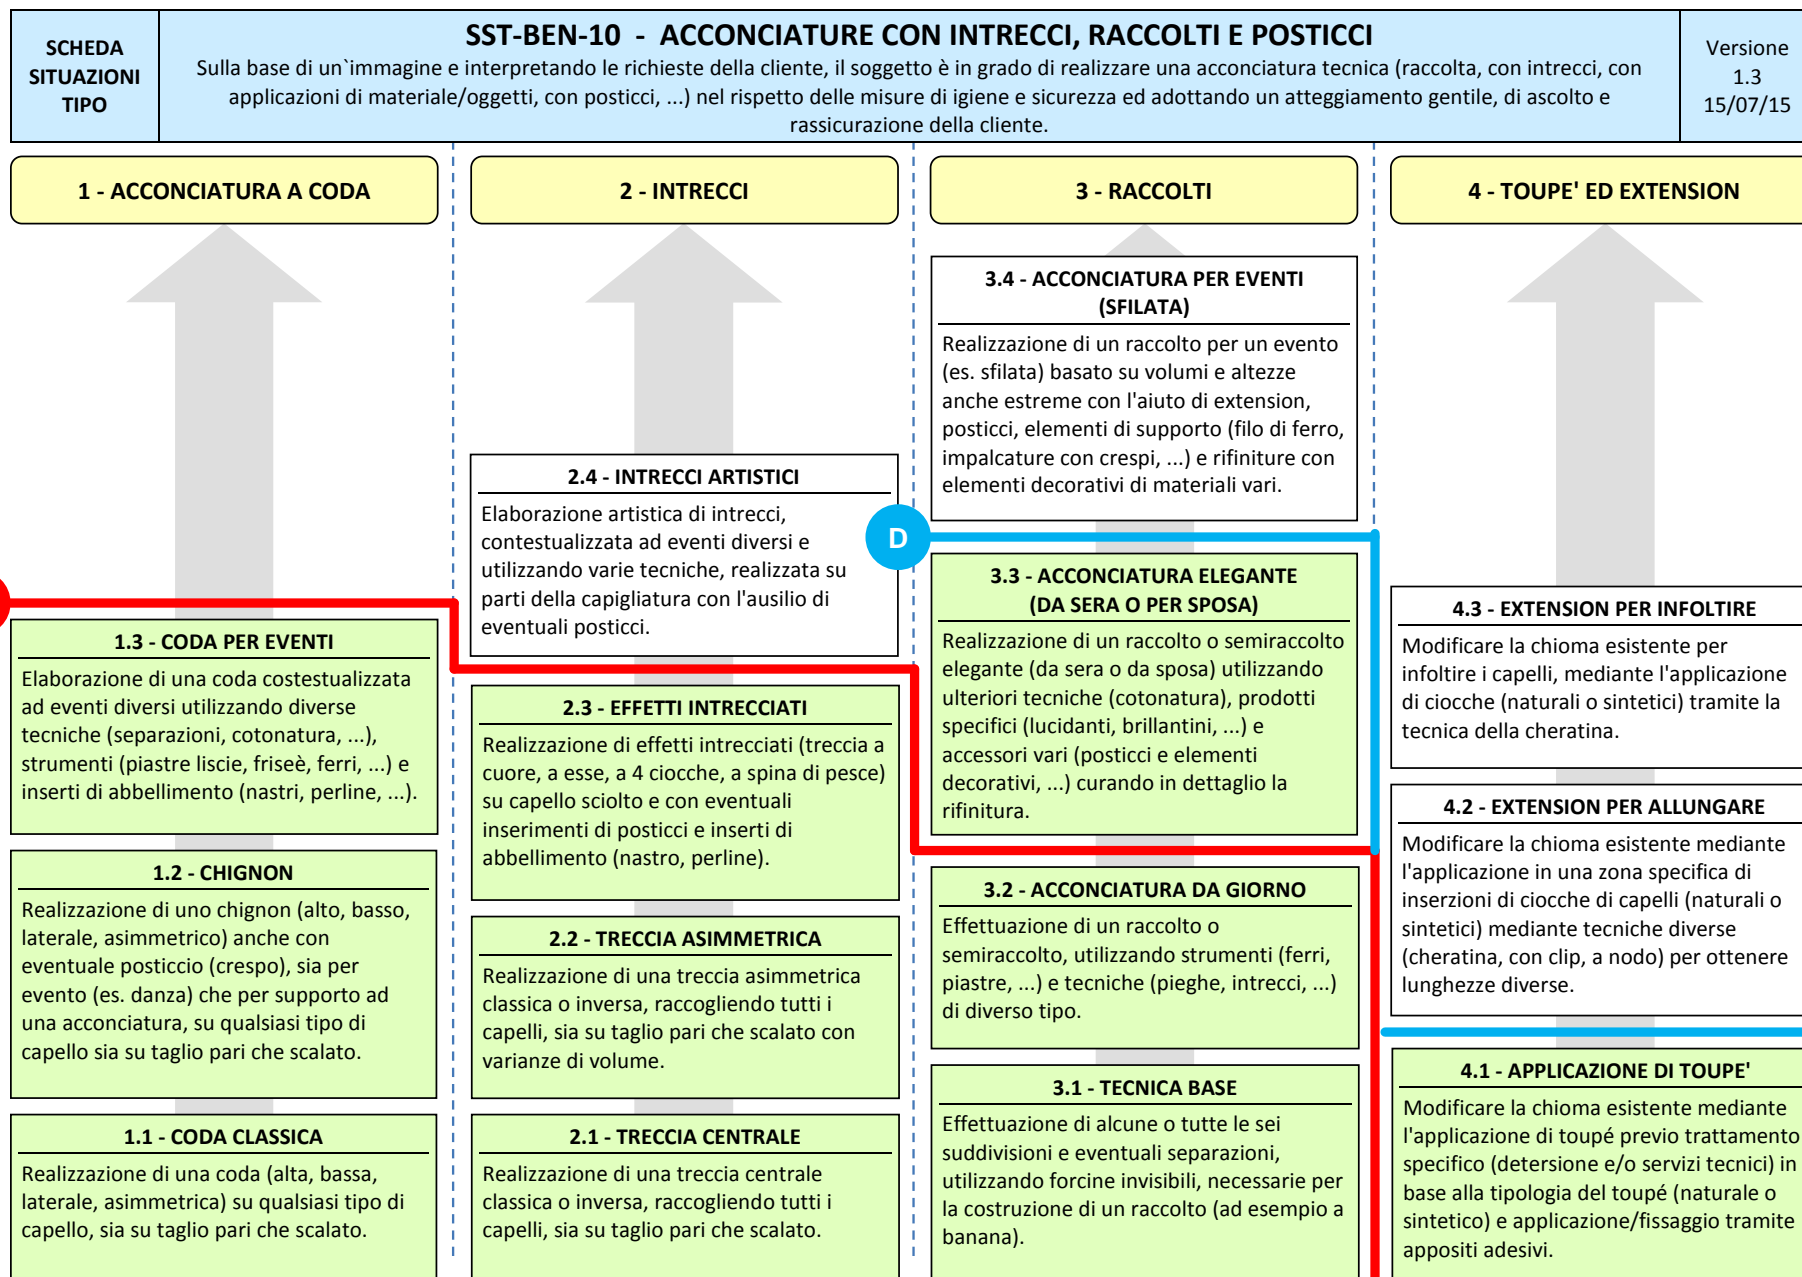 SCHEDA
SITUAZIONI
TIPO
SST-BEN-10 - ACCONCIATURE CON INTRECCI, RACCOLTI E POSTICCI
Sulla base di un`immagine e interpretando le richieste della cliente, il soggetto è in grado di realizzare una acconciatura tecnica (raccolta, con intrecci, con
applicazioni di materiale/oggetti, con posticci, ...) nel rispetto delle misure di igiene e sicurezza ed adottando un atteggiamento gentile, di ascolto e
rassicurazione della cliente.
Versione
1.3
15/07/15
1 - ACCONCIATURA A CODA
1.3 - CODA PER EVENTI
Elaborazione di una coda costestualizzata
ad eventi diversi utilizzando diverse
tecniche (separazioni, cotonatura, ...),
strumenti (piastre liscie, friseè, ferri, ...) e
inserti di abbellimento (nastri, perline, ...).
1.2 - CHIGNON
Realizzazione di uno chignon (alto, basso,
laterale, asimmetrico) anche con
eventuale posticcio (crespo), sia per
evento (es. danza) che per supporto ad
una acconciatura, su qualsiasi tipo di
capello sia su taglio pari che scalato.
1.1 - CODA CLASSICA
Realizzazione di una coda (alta, bassa,
laterale, asimmetrica) su qualsiasi tipo di
capello, sia su taglio pari che scalato.
2 - INTRECCI
2.4 - INTRECCI ARTISTICI
Elaborazione artistica di intrecci,
contestualizzata ad eventi diversi e
utilizzando varie tecniche, realizzata su
parti della capigliatura con l'ausilio di
eventuali posticci.
2.3 - EFFETTI INTRECCIATI
Realizzazione di effetti intrecciati (treccia a
cuore, a esse, a 4 ciocche, a spina di pesce)
su capello sciolto e con eventuali
inserimenti di posticci e inserti di
abbellimento (nastro, perline).
2.2 - TRECCIA ASIMMETRICA
Realizzazione di una treccia asimmetrica
classica o inversa, raccogliendo tutti i
capelli, sia su taglio pari che scalato con
varianze di volume.
2.1 - TRECCIA CENTRALE
Realizzazione di una treccia centrale
classica o inversa, raccogliendo tutti i
capelli, sia su taglio pari che scalato.
D
3 - RACCOLTI
3.4 - ACCONCIATURA PER EVENTI
(SFILATA)
Realizzazione di un raccolto per un evento
(es. sfilata) basato su volumi e altezze
anche estreme con l'aiuto di extension,
posticci, elementi di supporto (filo di ferro,
impalcature con crespi, ...) e rifiniture con
elementi decorativi di materiali vari.
3.3 - ACCONCIATURA ELEGANTE
(DA SERA O PER SPOSA)
Realizzazione di un raccolto o semiraccolto
elegante (da sera o da sposa) utilizzando
ulteriori tecniche (cotonatura), prodotti
specifici (lucidanti, brillantini, ...) e
accessori vari (posticci e elementi
decorativi, ...) curando in dettaglio la
rifinitura.
3.2 - ACCONCIATURA DA GIORNO
Effettuazione di un raccolto o
semiraccolto, utilizzando strumenti (ferri,
piastre, ...) e tecniche (pieghe, intrecci, ...)
di diverso tipo.
3.1 - TECNICA BASE
Effettuazione di alcune o tutte le sei
suddivisioni e eventuali separazioni,
utilizzando forcine invisibili, necessarie per
la costruzione di un raccolto (ad esempio a
banana).
4 - TOUPE' ED EXTENSION
4.3 - EXTENSION PER INFOLTIRE
Modificare la chioma esistente per
infoltire i capelli, mediante l'applicazione
di ciocche (naturali o sintetici) tramite la
tecnica della cheratina.
4.2 - EXTENSION PER ALLUNGARE
Modificare la chioma esistente mediante
l'applicazione in una zona specifica di
inserzioni di ciocche di capelli (naturali o
sintetici) mediante tecniche diverse
(cheratina, con clip, a nodo) per ottenere
lunghezze diverse.
4.1 - APPLICAZIONE DI TOUPE'
Modificare la chioma esistente mediante
l'applicazione di toupé previo trattamento
specifico (detersione e/o servizi tecnici) in
base alla tipologia del toupé (naturale o
sintetico) e applicazione/fissaggio tramite
appositi adesivi.